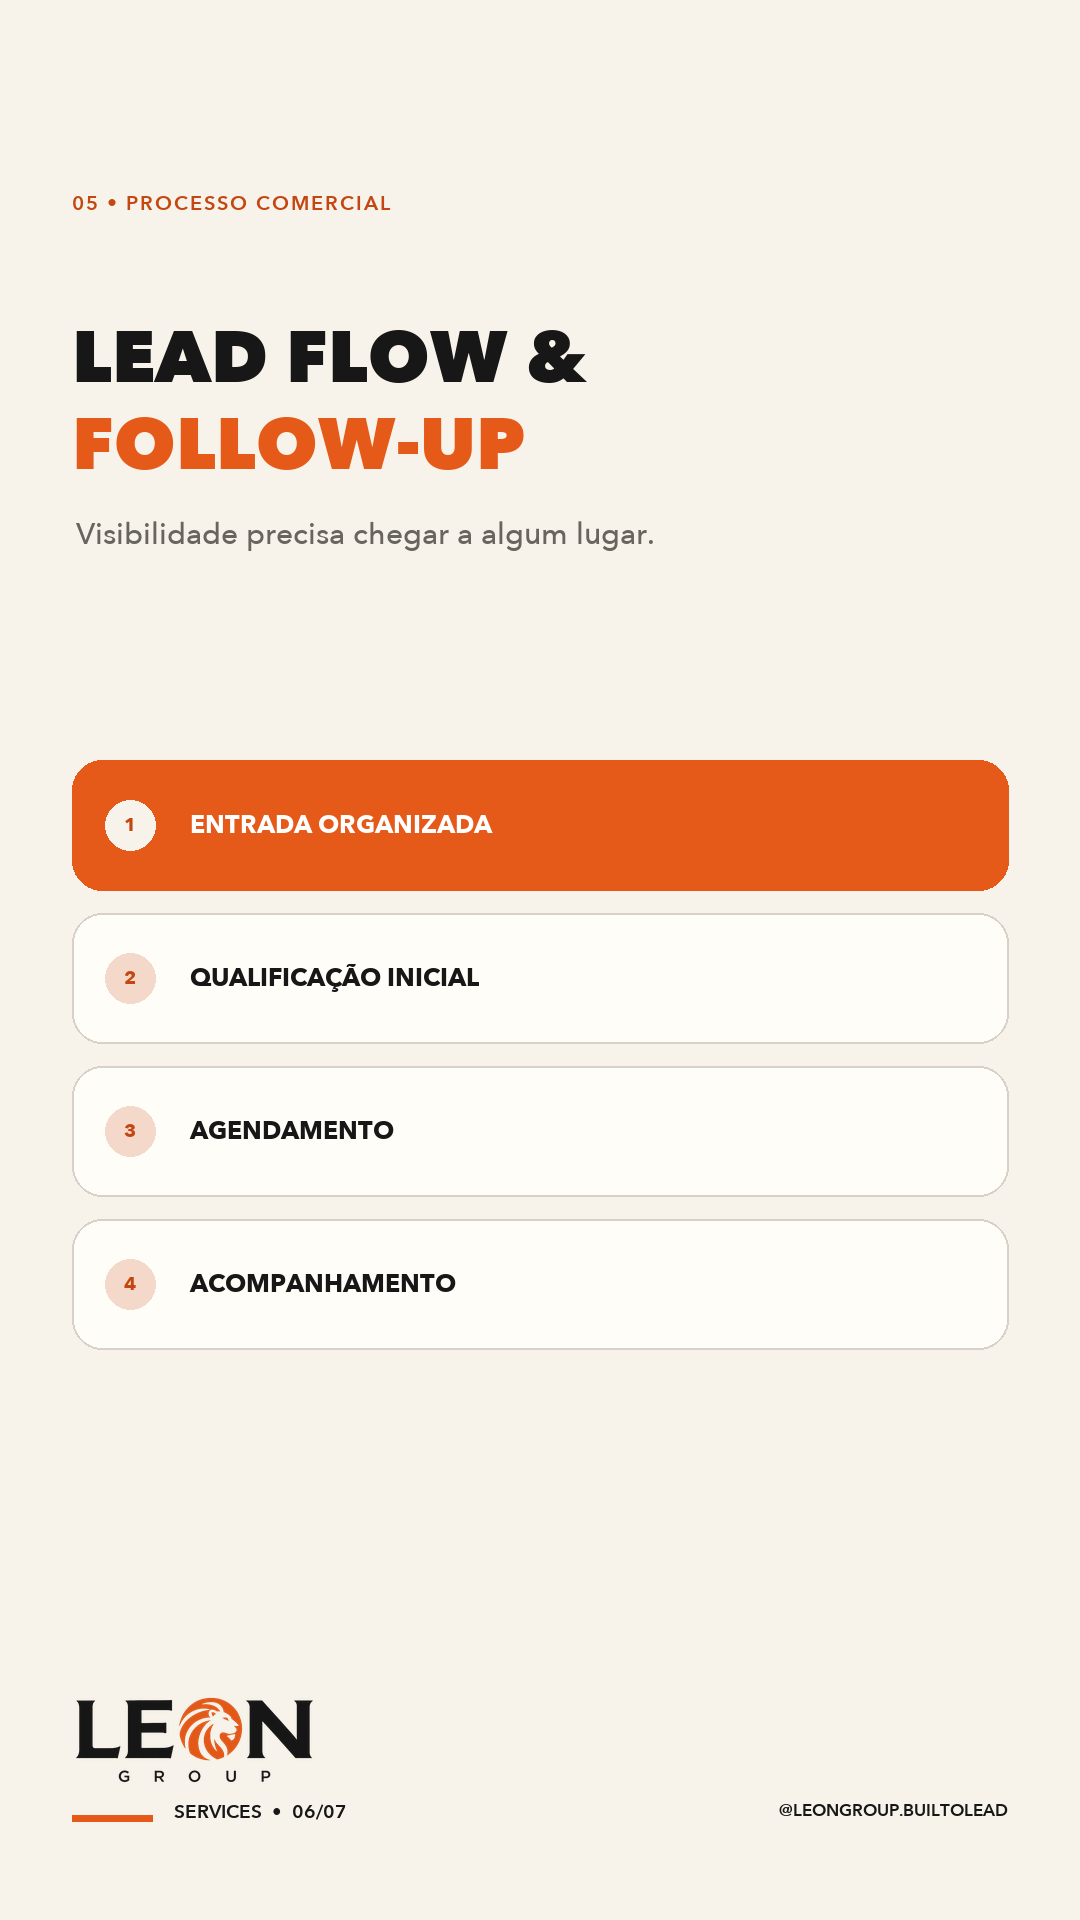 05 • PROCESSO COMERCIAL
LEAD FLOW &
FOLLOW-UP
Visibilidade precisa chegar a algum lugar.
1 ENTRADA ORGANIZADA
2 QUALIFICAÇÃO INICIAL
3 AGENDAMENTO
4 ACOMPANHAMENTO
LEON
GROUP
SERVICES • 06/07
@LEONGROUP.BUILTOLEAD